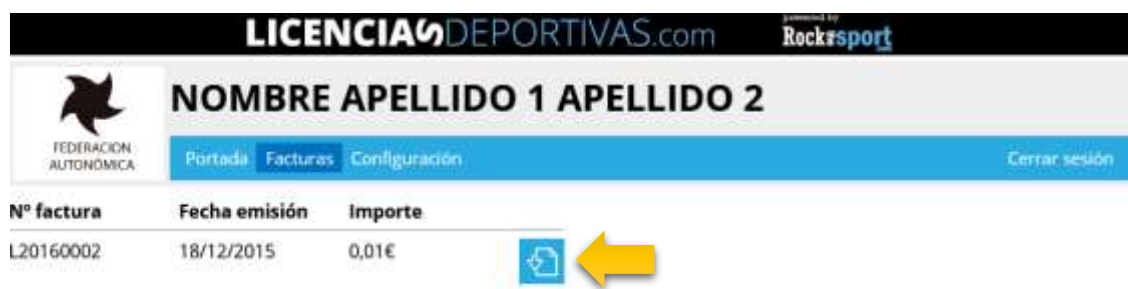 LICENCIASDEPORTIVAS.com
powered by
Rocksport
NOMBRE APELLIDO 1 APELLIDO 2
FEDERACION
AUTONÓMICA
Portada Facturas Configuración Cerrar sesión
Nº factura Fecha emisión Importe
L20160002 18/12/2015 0,01€